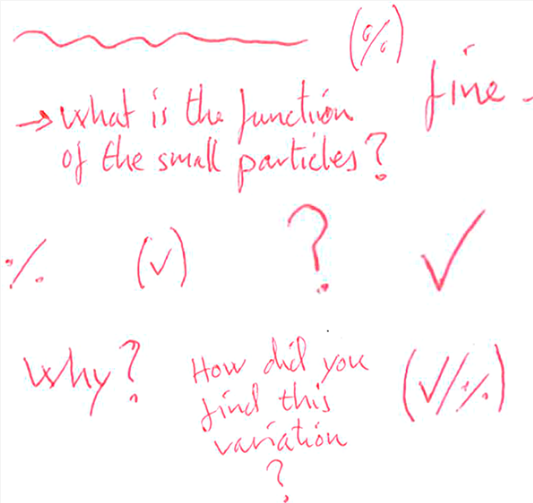 (%)
fine -
→ What is the function
of the small particles?
% (✓) ? ✓
Why?
How did you
find this
variation
?
(✓/%)